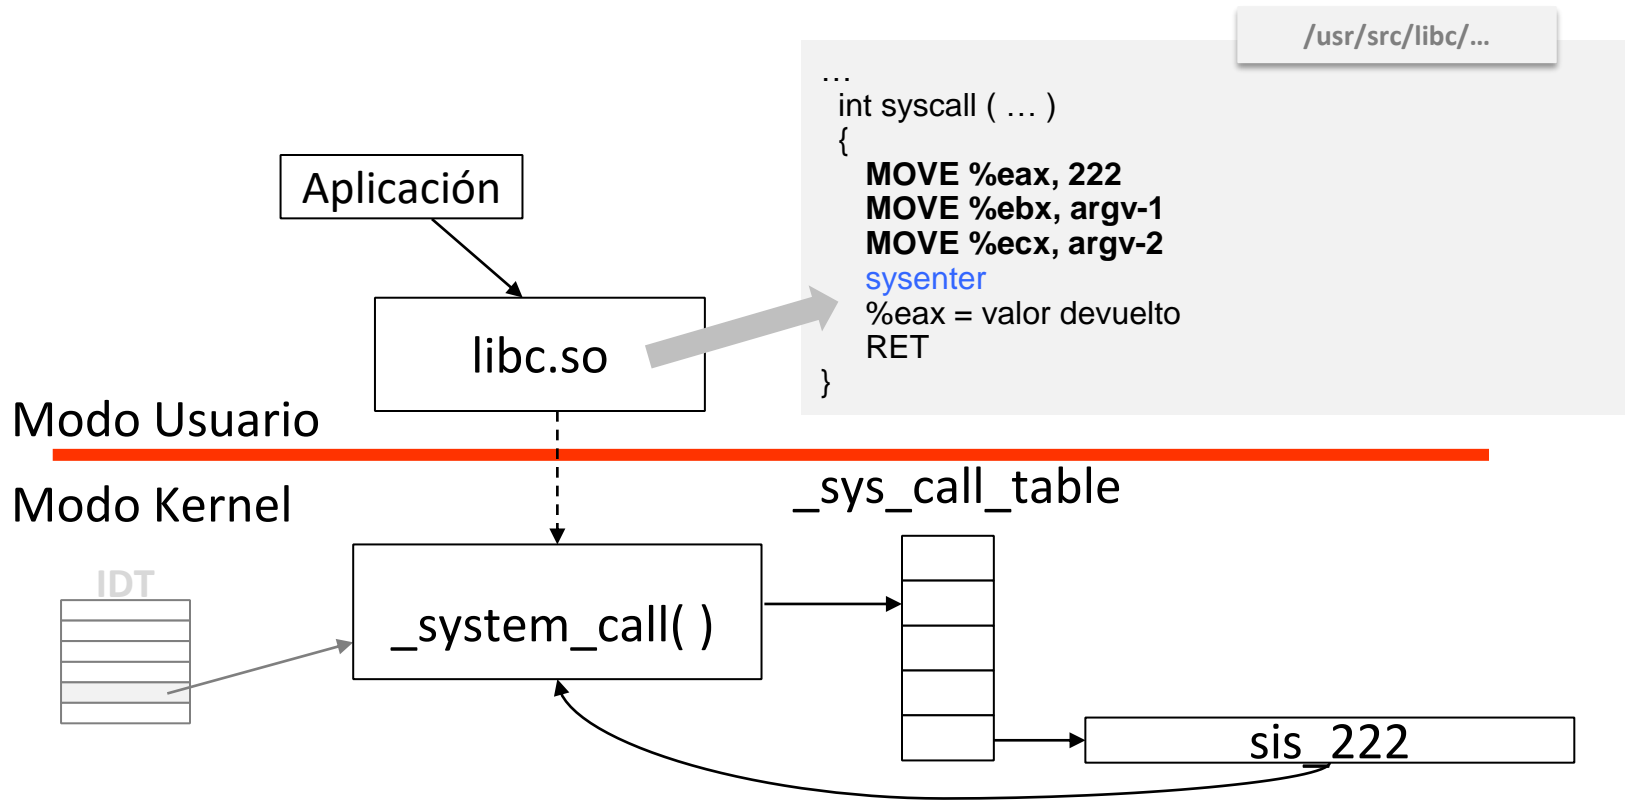 /usr/src/libc/…
…
int syscall ( … )
{
MOVE %eax, 222
MOVE %ebx, argv-1
MOVE %ecx, argv-2
sysenter
%eax = valor devuelto
RET
}
Aplicación
libc.so
Modo Usuario
Modo Kernel
_sys_call_table
IDT
_system_call( )
sis_222